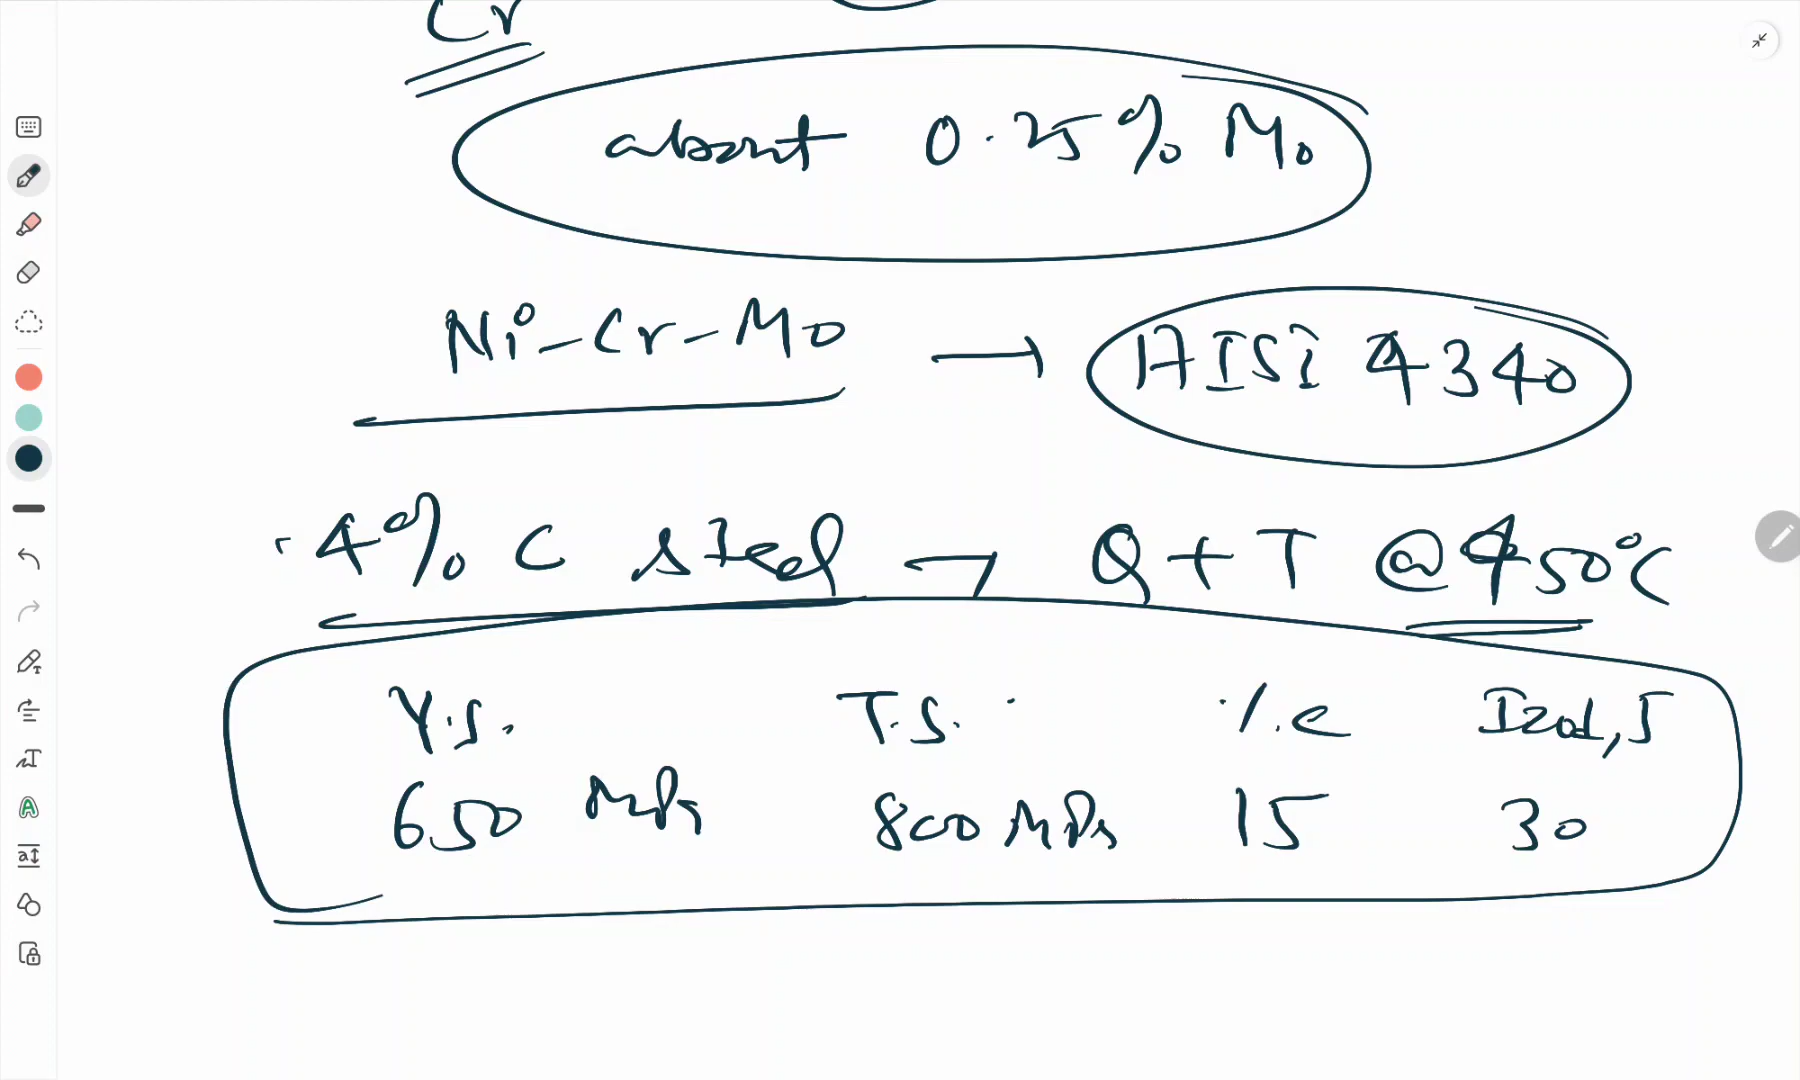 Cr
about 0.25% Mo
Ni-Cr-Mo → AISI 4340
.4% C steel → Q + T @ 450°C
Y.S. T.S. %e Izod, J
650 MPa 800 MPa 15 30